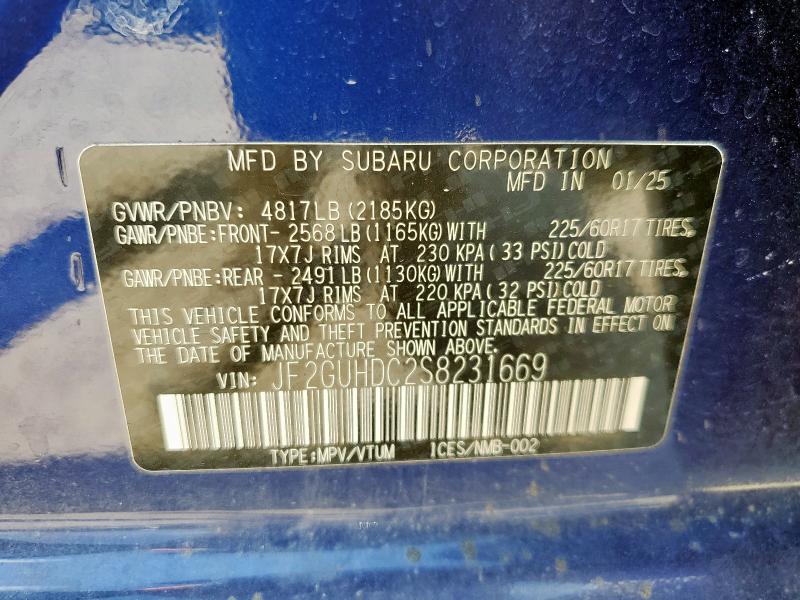 MFD BY SUBARU CORPORATION
MFD IN 01/25
GVWR/PNBV: 4817LB (2185KG)
GAWR/PNBE:FRONT- 2568 LB (1165KG) WITH 225/60R17 TIRES,
17X7J RIMS AT 230 KPA ( 33 PSI) COLD
GAWR/PNBE:REAR - 2491 LB (1130KG) WITH 225/60R17 TIRES,
17X7J RIMS AT 220 KPA ( 32 PSI) COLD
THIS VEHICLE CONFORMS TO ALL APPLICABLE FEDERAL MOTOR
VEHICLE SAFETY AND THEFT PREVENTION STANDARDS IN EFFECT ON
THE DATE OF MANUFACTURE SHOWN ABOVE.
VIN: JF2GUHDC2S8231669
TYPE:MPV/VTUM ICES/NMB-002